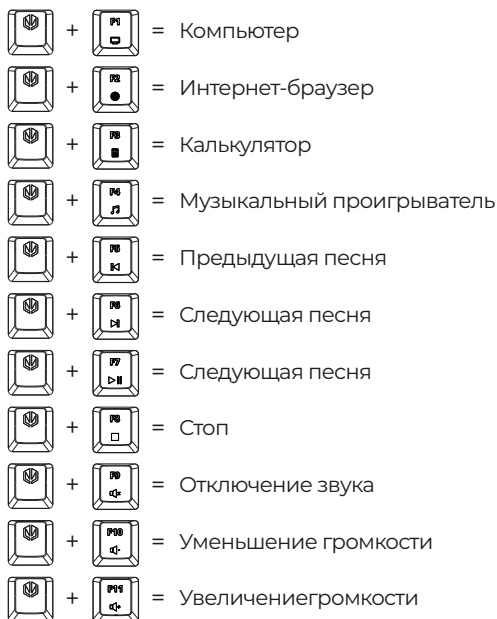 + F1 = Компьютер
+ F2 = Интернет-браузер
+ F3 = Калькулятор
+ F4 = Музыкальный проигрыватель
+ F5 = Предыдущая песня
+ F6 = Следующая песня
+ F7 = Следующая песня
+ F8 = Стоп
+ F9 = Отключение звука
+ F10 = Уменьшение громкости
+ F11 = Увеличениегромкости